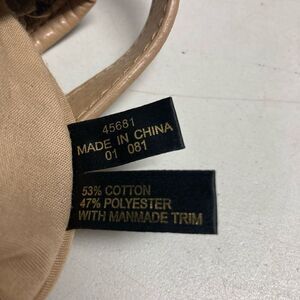 45681
MADE IN CHINA
01 081
53% COTTON
47% POLYESTER
WITH MANMADE TRIM